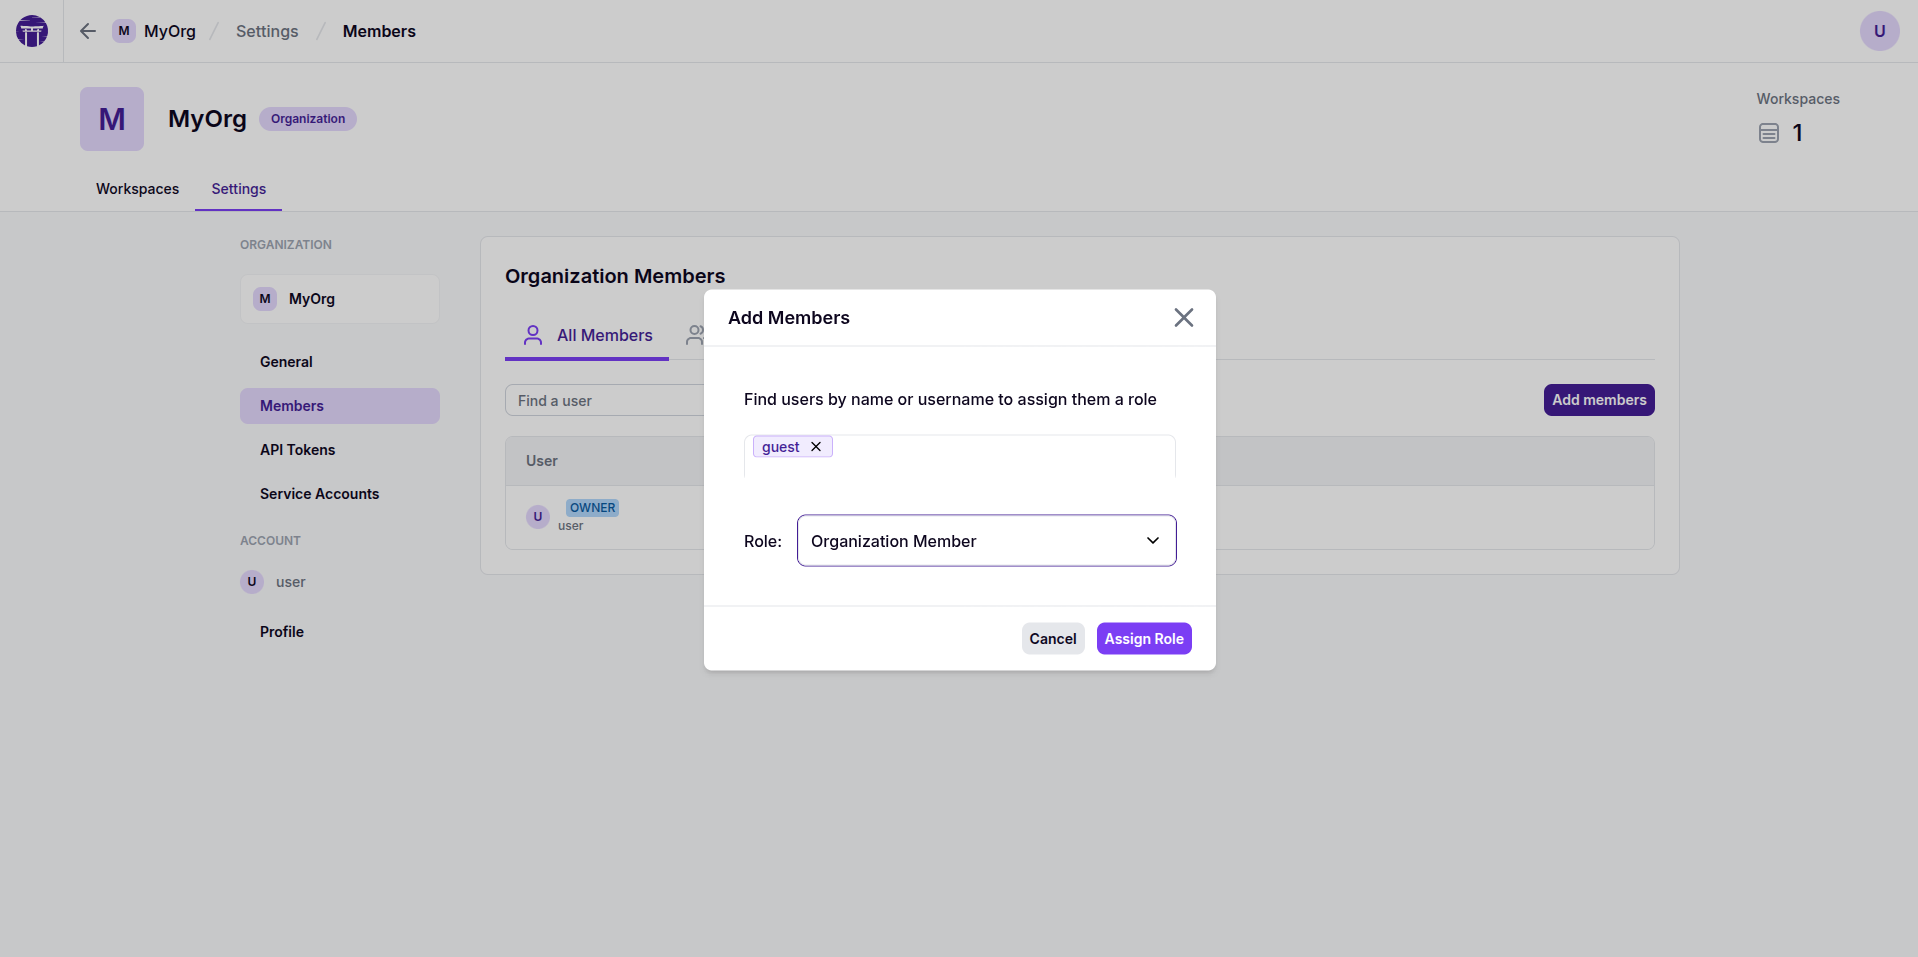 M MyOrg / Settings / Members
U
M
MyOrg Organization
Workspaces
1
Workspaces Settings
ORGANIZATION
M MyOrg
General
Members
API Tokens
Service Accounts
ACCOUNT
U user
Profile
Organization Members
All Members
Find a user
Add members
User
U OWNER
user
Add Members
Find users by name or username to assign them a role
guest
Role: Organization Member
Cancel Assign Role